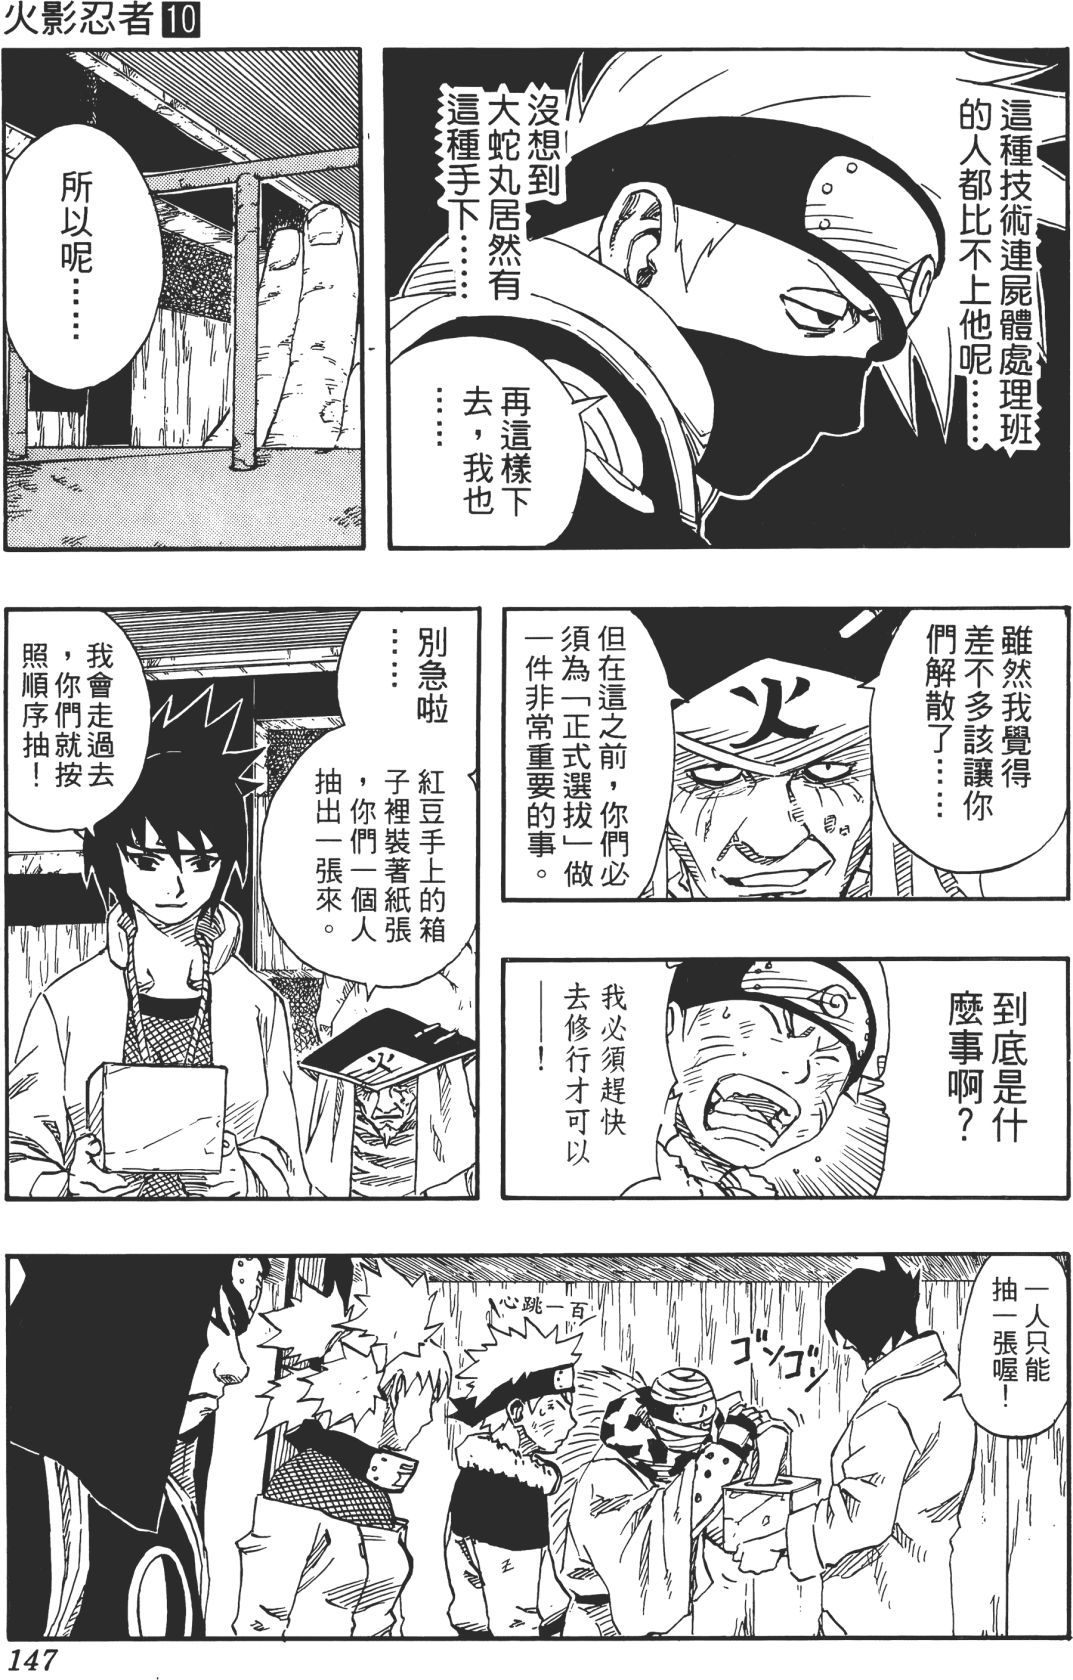 火影忍者10
這種技術連屍體處理班
的人都比不上他呢……
沒想到
大蛇丸居然有
這種手下……
再這樣下
去，我也
……
所以呢……
雖然我覺得
差不多該讓你
們解散了……
但在這之前，你們必
須為「正式選拔」做
一件非常重要的事。
到底是什
麼事啊？
我必須趕快
去修行才可以
—！
別急啦
……
紅豆手上的箱
子裡裝著紙張
，你們一個人
抽出一張來。
我會走過去
，你們就按
照順序抽！
火
火
一人只能
抽一張喔！
ゴソゴソ
心跳一百
147